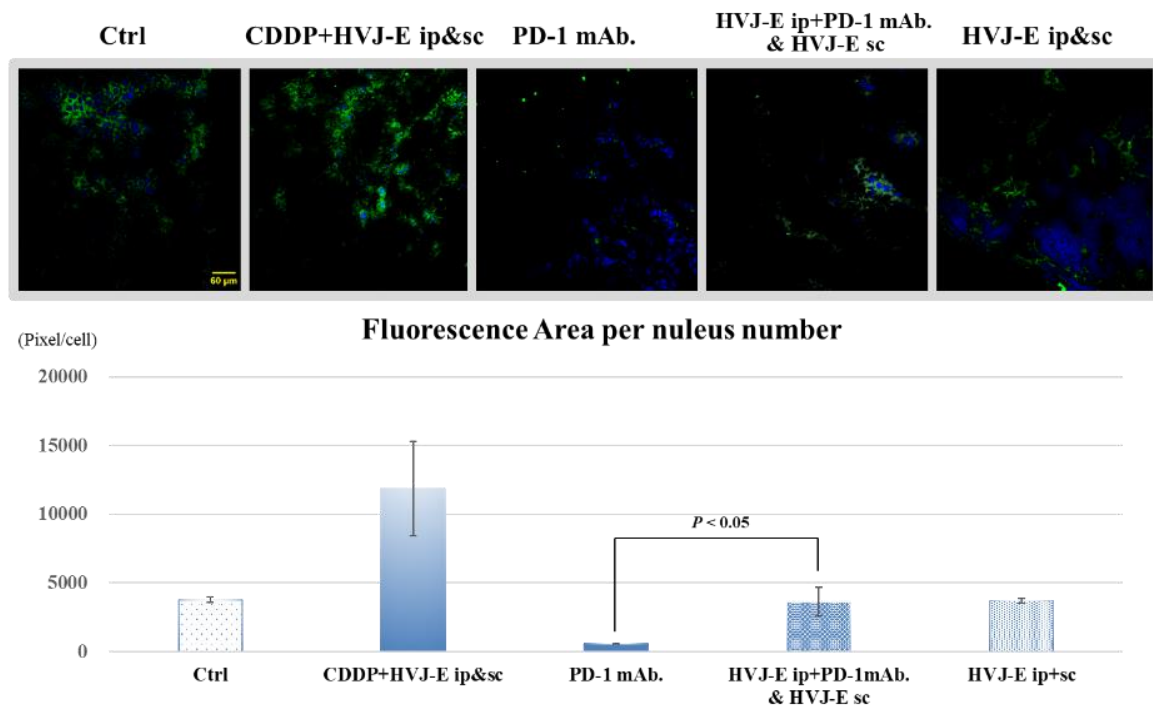 Ctrl
CDDP+HVJ-E ip&sc
PD-1 mAb.
HVJ-E ip+PD-1 mAb.
& HVJ-E sc
HVJ-E ip&sc
60 μm
Fluorescence Area per nuleus number
(Pixel/cell)
20000
15000
10000
5000
0
P < 0.05
Ctrl
CDDP+HVJ-E ip&sc
PD-1 mAb.
HVJ-E ip+PD-1mAb.
& HVJ-E sc
HVJ-E ip+sc